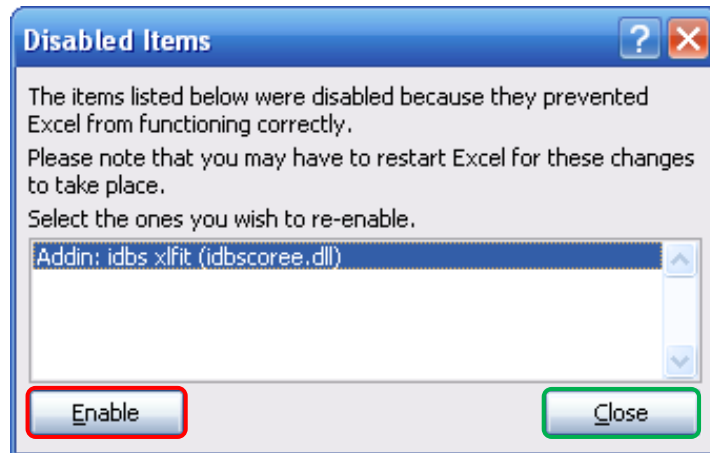 Disabled Items
The items listed below were disabled because they prevented
Excel from functioning correctly.
Please note that you may have to restart Excel for these changes
to take place.
Select the ones you wish to re-enable.
Addin: idbs xlfit (idbscoree.dll)
Enable
Close